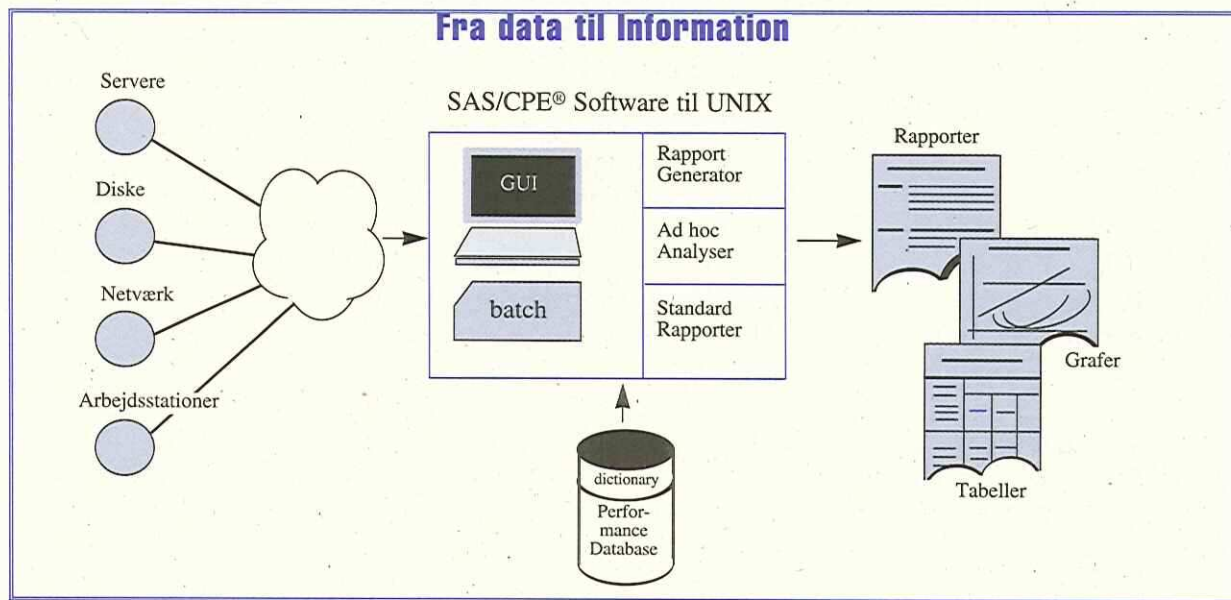 Fra data til Information
Servere
Diske
Netværk
Arbejdsstationer
SAS/CPE® Software til UNIX
GUI
batch
Rapport
Generator
Ad hoc
Analyser
Standard
Rapporter
dictionary
Perfor-
mance
Database
Rapporter
Grafer
Tabeller